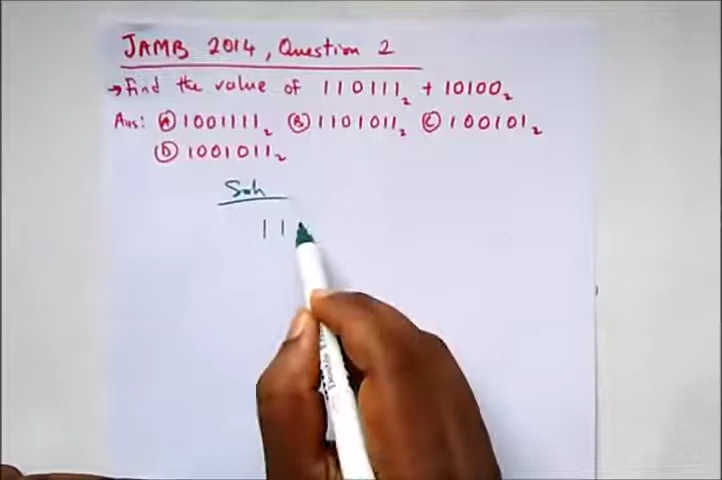 JAMB 2014, Question 2
→ Find the value of 110111₂ + 10100₂
Ans: Ⓐ 1001111₂ Ⓑ 1101011₂ Ⓒ 100101₂
Ⓓ 1001011₂
Soln
11